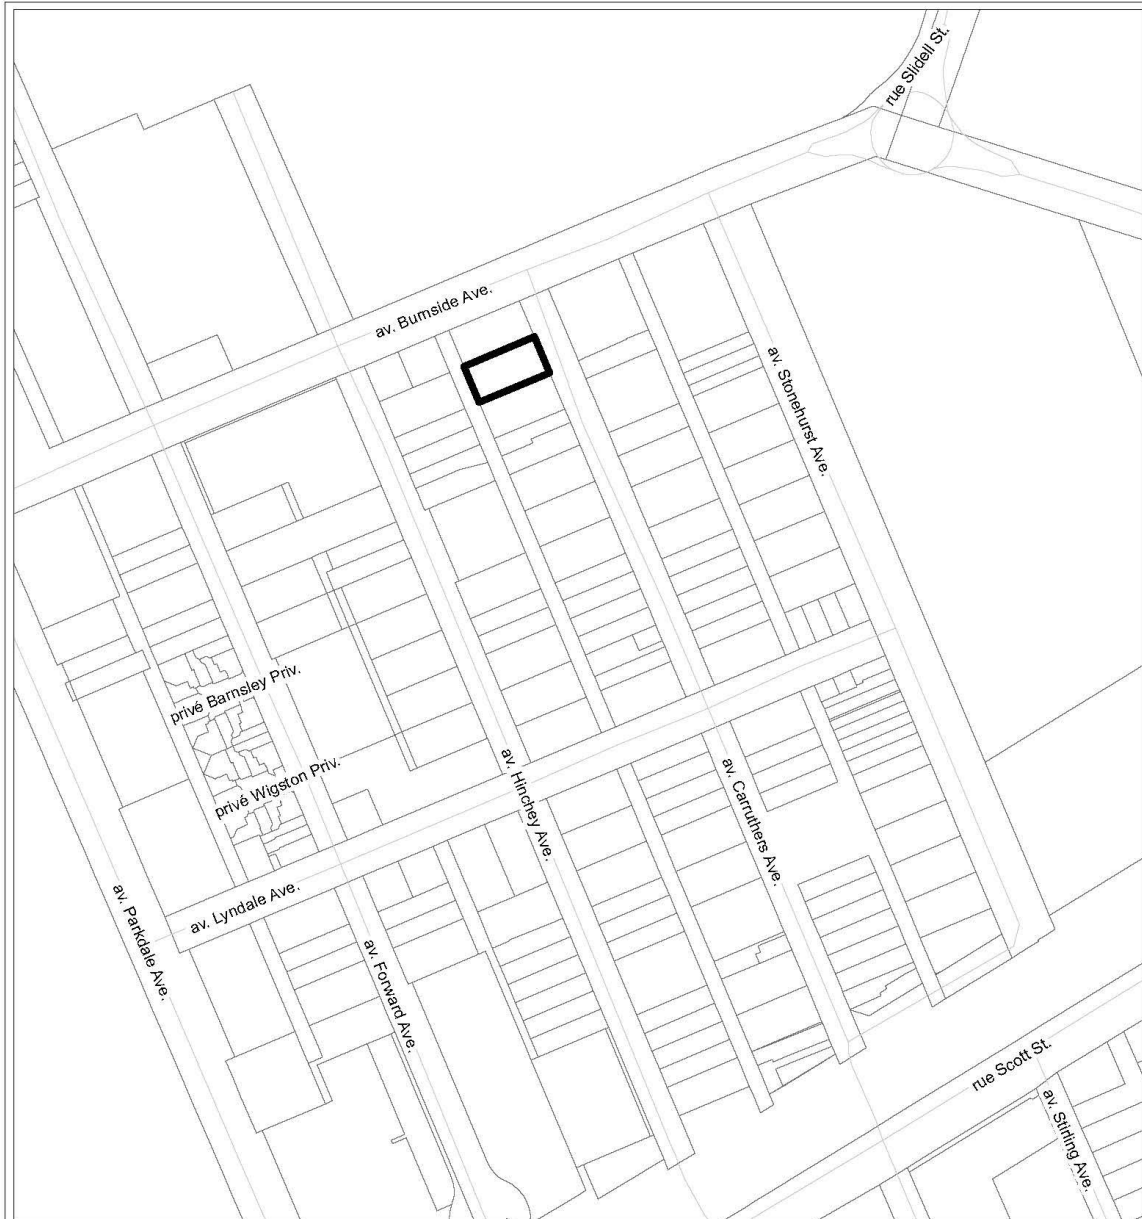 rue Slidell St.
av. Burnside Ave.
av. Stonehurst Ave.
privé Barnsley Priv.
privé Wigston Priv.
av. Hinchey Ave.
av. Carruthers Ave.
av. Parkdale Ave.
av. Lyndale Ave.
av. Forward Ave.
rue Scott St.
av. Stirling Ave.